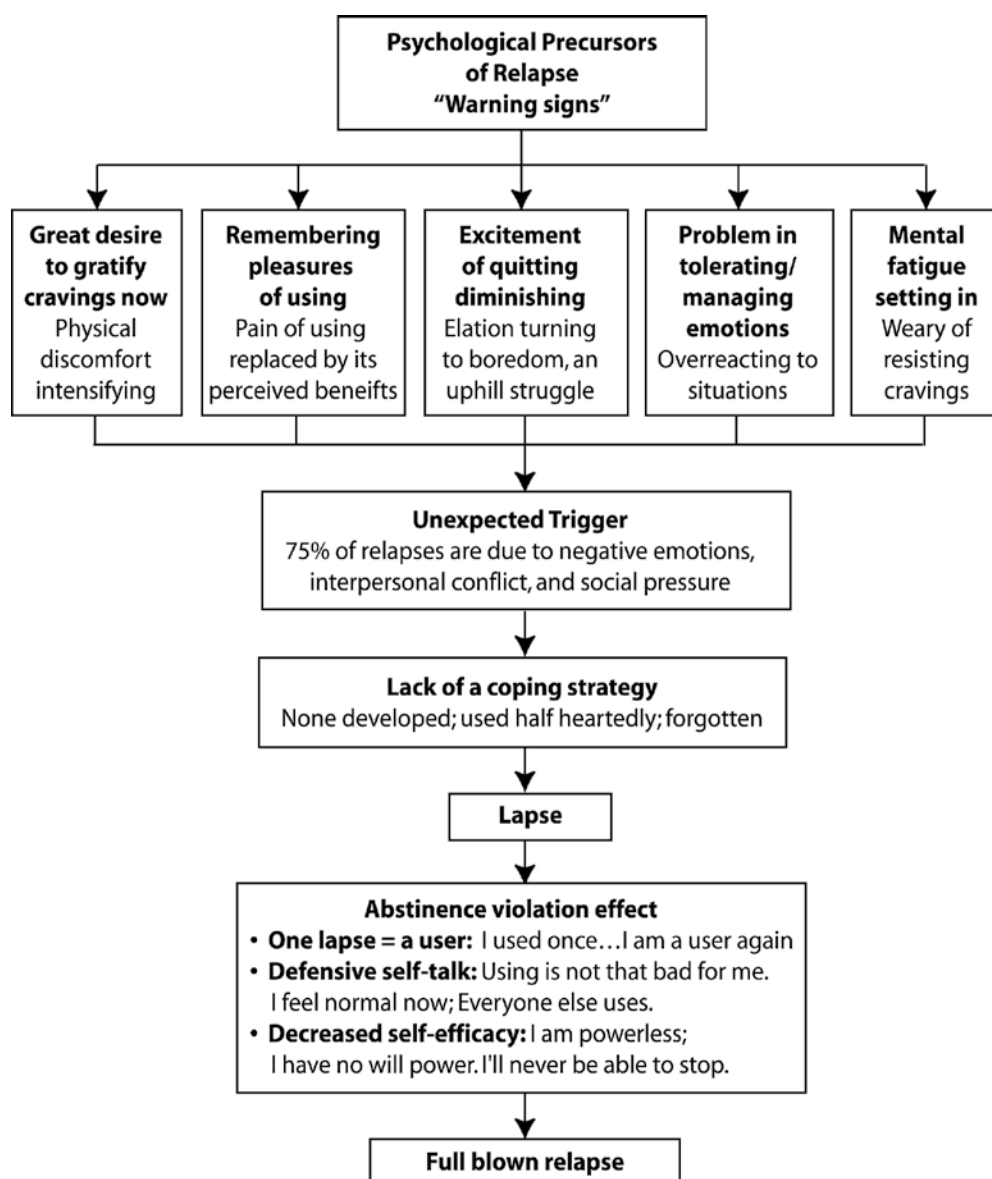 Psychological Precursors
of Relapse
“Warning signs”
Great desire
to gratify
cravings now
Physical
discomfort
intensifying
Remembering
pleasures
of using
Pain of using
replaced by its
perceived beneifts
Excitement
of quitting
diminishing
Elation turning
to boredom, an
uphill struggle
Problem in
tolerating/
managing
emotions
Overreacting to
situations
Mental
fatigue
setting in
Weary of
resisting
cravings
Unexpected Trigger
75% of relapses are due to negative emotions,
interpersonal conflict, and social pressure
Lack of a coping strategy
None developed; used half heartedly; forgotten
Lapse
Abstinence violation effect
• One lapse = a user: I used once…I am a user again
• Defensive self-talk: Using is not that bad for me.
I feel normal now; Everyone else uses.
• Decreased self-efficacy: I am powerless;
I have no will power. I'll never be able to stop.
Full blown relapse